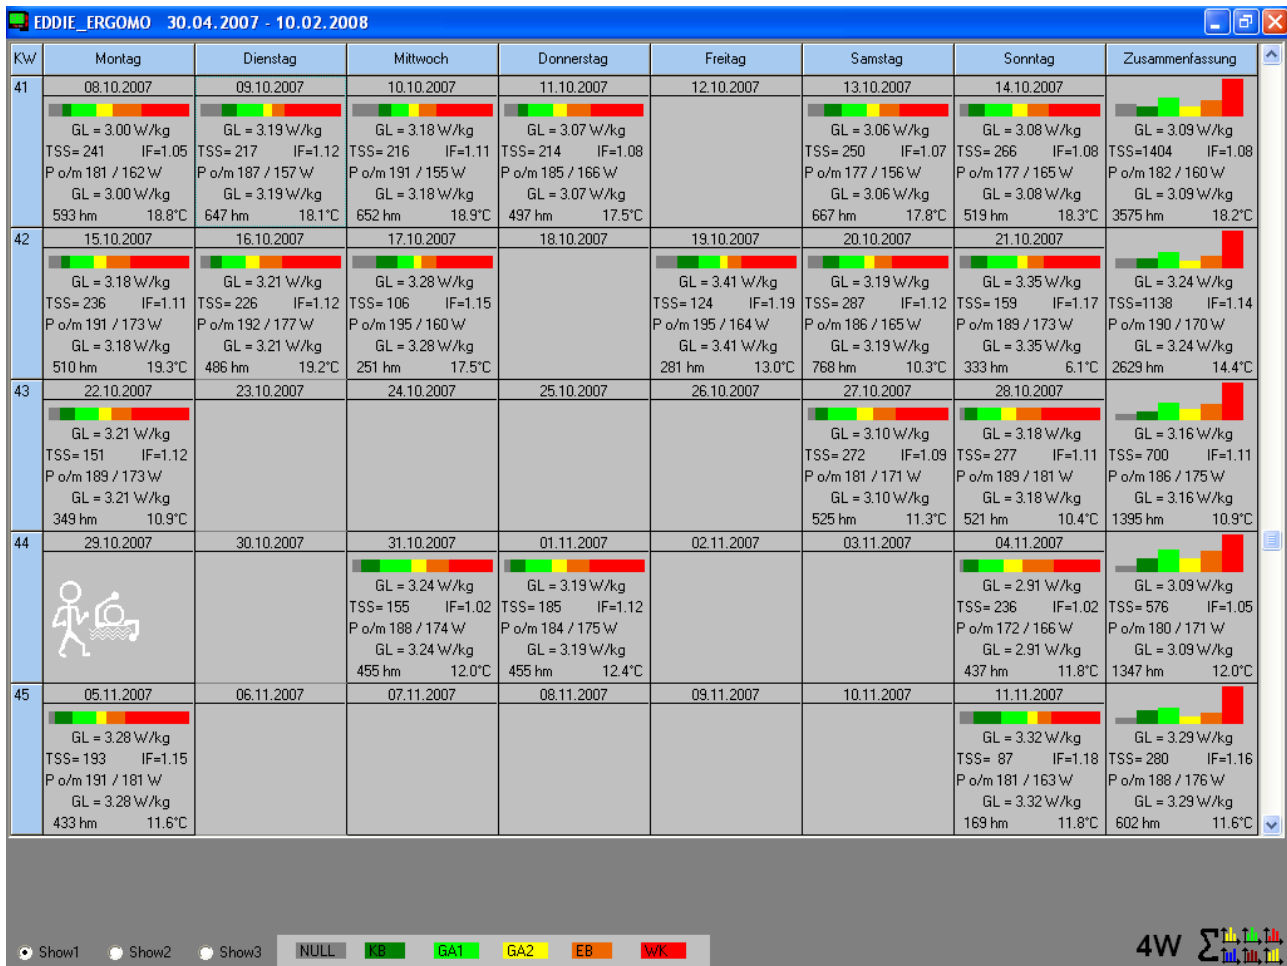 EDDIE_ERGOMO 30.04.2007 - 10.02.2008
KW Montag Dienstag Mittwoch Donnerstag Freitag Samstag Sonntag Zusammenfassung
41 08.10.2007 09.10.2007 10.10.2007 11.10.2007 12.10.2007 13.10.2007 14.10.2007
GL = 3.00 W/kg GL = 3.19 W/kg GL = 3.18 W/kg GL = 3.07 W/kg GL = 3.06 W/kg GL = 3.08 W/kg GL = 3.09 W/kg
TSS= 241 IF=1.05 TSS= 217 IF=1.12 TSS= 216 IF=1.11 TSS= 214 IF=1.08 TSS= 250 IF=1.07 TSS= 266 IF=1.08 TSS=1404 IF=1.08
P o/m 181 / 162 W P o/m 187 / 157 W P o/m 191 / 155 W P o/m 185 / 166 W P o/m 177 / 156 W P o/m 177 / 165 W P o/m 182 / 160 W
GL = 3.00 W/kg GL = 3.19 W/kg GL = 3.18 W/kg GL = 3.07 W/kg GL = 3.06 W/kg GL = 3.08 W/kg GL = 3.09 W/kg
593 hm 18.8°C 647 hm 18.1°C 652 hm 18.9°C 497 hm 17.5°C 667 hm 17.8°C 519 hm 18.3°C 3575 hm 18.2°C
42 15.10.2007 16.10.2007 17.10.2007 18.10.2007 19.10.2007 20.10.2007 21.10.2007
GL = 3.18 W/kg GL = 3.21 W/kg GL = 3.28 W/kg GL = 3.41 W/kg GL = 3.19 W/kg GL = 3.35 W/kg GL = 3.24 W/kg
TSS= 236 IF=1.11 TSS= 226 IF=1.12 TSS= 106 IF=1.15 TSS= 124 IF=1.19 TSS= 287 IF=1.12 TSS= 159 IF=1.17 TSS=1138 IF=1.14
P o/m 191 / 173 W P o/m 192 / 177 W P o/m 195 / 160 W P o/m 195 / 164 W P o/m 186 / 165 W P o/m 189 / 173 W P o/m 190 / 170 W
GL = 3.18 W/kg GL = 3.21 W/kg GL = 3.28 W/kg GL = 3.41 W/kg GL = 3.19 W/kg GL = 3.35 W/kg GL = 3.24 W/kg
510 hm 19.3°C 486 hm 19.2°C 251 hm 17.5°C 281 hm 13.0°C 768 hm 10.3°C 333 hm 6.1°C 2629 hm 14.4°C
43 22.10.2007 23.10.2007 24.10.2007 25.10.2007 26.10.2007 27.10.2007 28.10.2007
GL = 3.21 W/kg GL = 3.10 W/kg GL = 3.18 W/kg GL = 3.16 W/kg
TSS= 151 IF=1.12 TSS= 272 IF=1.09 TSS= 277 IF=1.11 TSS= 700 IF=1.11
P o/m 189 / 173 W P o/m 181 / 171 W P o/m 189 / 181 W P o/m 186 / 175 W
GL = 3.21 W/kg GL = 3.10 W/kg GL = 3.18 W/kg GL = 3.16 W/kg
349 hm 10.9°C 525 hm 11.3°C 521 hm 10.4°C 1395 hm 10.9°C
44 29.10.2007 30.10.2007 31.10.2007 01.11.2007 02.11.2007 03.11.2007 04.11.2007
GL = 3.24 W/kg GL = 3.19 W/kg GL = 2.91 W/kg GL = 3.09 W/kg
TSS= 155 IF=1.02 TSS= 185 IF=1.12 TSS= 236 IF=1.02 TSS= 576 IF=1.05
P o/m 188 / 174 W P o/m 184 / 175 W P o/m 172 / 166 W P o/m 180 / 171 W
GL = 3.24 W/kg GL = 3.19 W/kg GL = 2.91 W/kg GL = 3.09 W/kg
455 hm 12.0°C 455 hm 12.4°C 437 hm 11.8°C 1347 hm 12.0°C
45 05.11.2007 06.11.2007 07.11.2007 08.11.2007 09.11.2007 10.11.2007 11.11.2007
GL = 3.28 W/kg GL = 3.32 W/kg GL = 3.29 W/kg
TSS= 193 IF=1.15 TSS= 87 IF=1.18 TSS= 280 IF=1.16
P o/m 191 / 181 W P o/m 181 / 163 W P o/m 188 / 176 W
GL = 3.28 W/kg GL = 3.32 W/kg GL = 3.29 W/kg
433 hm 11.6°C 169 hm 11.8°C 602 hm 11.6°C
Show1 Show2 Show3 NULL KB GA1 GA2 EB WK 4W Σ